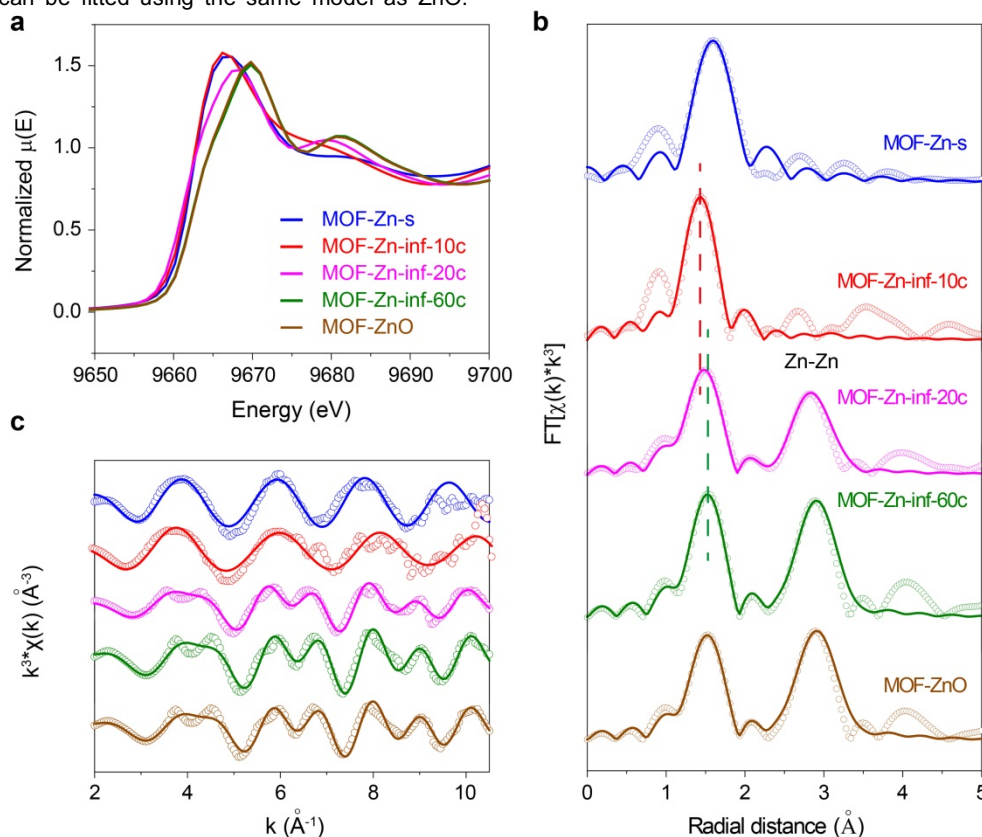 can be fitted using the same model as ZnO.
a
Normalized μ(E)
1.5
1.0
0.5
0.0
MOF-Zn-s
MOF-Zn-inf-10c
MOF-Zn-inf-20c
MOF-Zn-inf-60c
MOF-ZnO
9650 9660 9670 9680 9690 9700
Energy (eV)
c
k³*χ(k) (Å⁻³)
2 4 6 8 10
k (Å⁻¹)
b
FT[χ(k)*k³]
MOF-Zn-s
MOF-Zn-inf-10c
Zn-Zn
MOF-Zn-inf-20c
MOF-Zn-inf-60c
MOF-ZnO
0 1 2 3 4 5
Radial distance (Å)